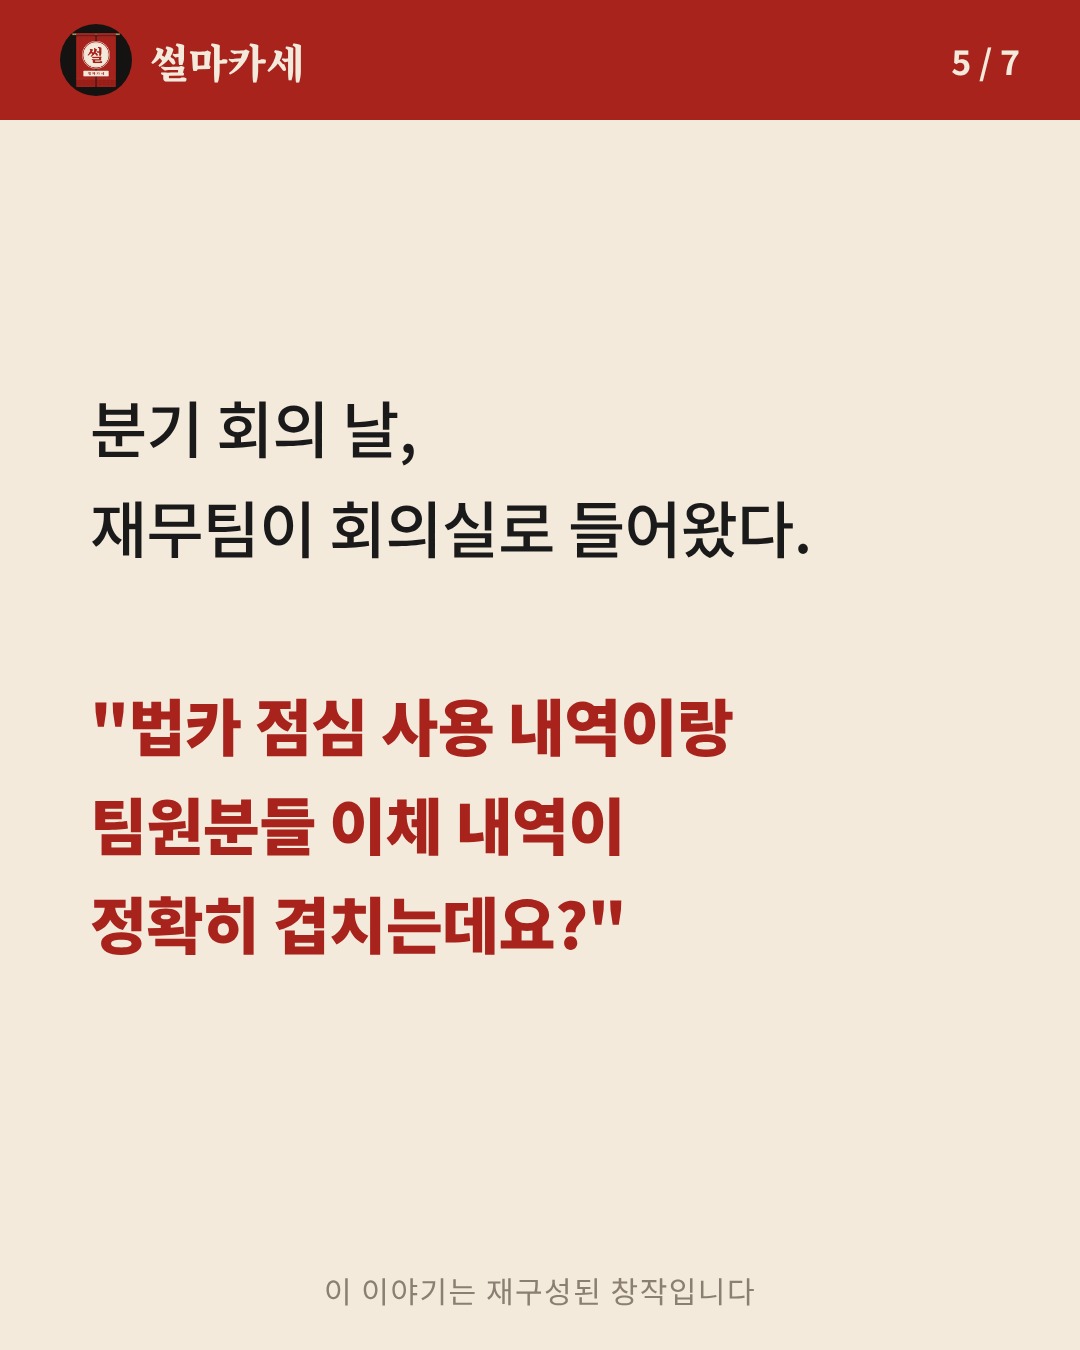 썰
썰마카세
5 / 7
분기 회의 날,
재무팀이 회의실로 들어왔다.
"법카 점심 사용 내역이랑
팀원분들 이체 내역이
정확히 겹치는데요?"
이 이야기는 재구성된 창작입니다